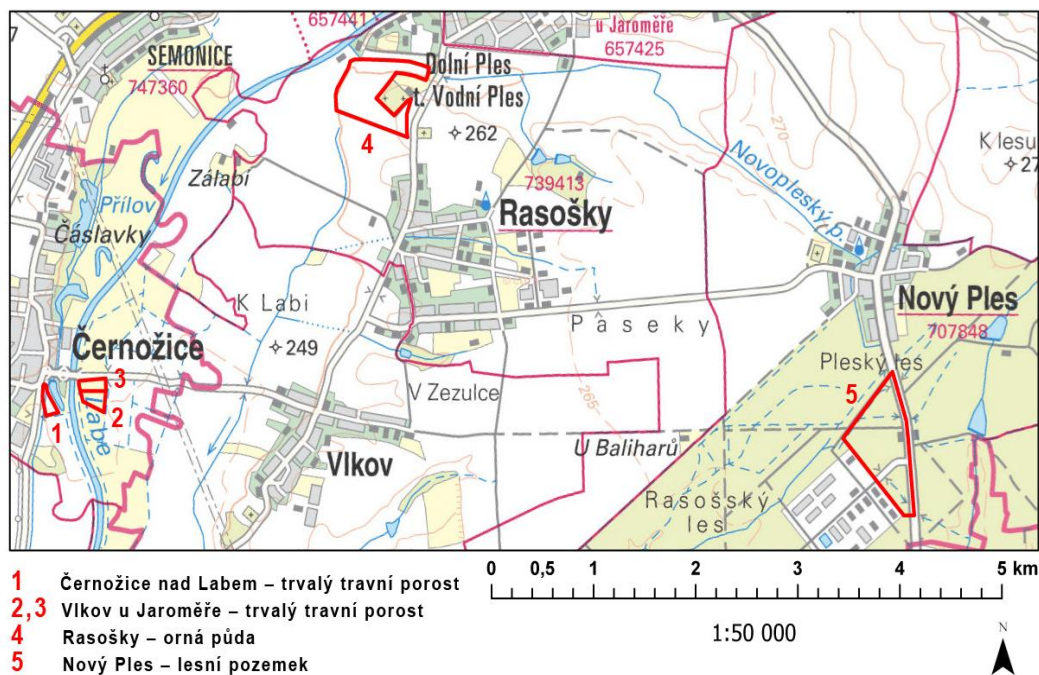 657441
u Jaroměře
657425
SEMONICE
747360
Dolní Ples
t. Vodní Ples
4
262
270
K lesu
27
Zálabí
739413
Novopleský p.
Přílov
Čáslavky
Rasošky
K Labi
Paseky
Nový Ples
707848
Černožice
249
Pleský les
3
V Zezulce
265
5
1
2
Labe
Vlkov
U Baliharů
Rasošský
les
0 0,5 1 2 3 4 5 km
1 Černožice nad Labem – trvalý travní porost
2,3 Vlkov u Jaroměře – trvalý travní porost
4 Rasošky – orná půda
5 Nový Ples – lesní pozemek
1:50 000
N